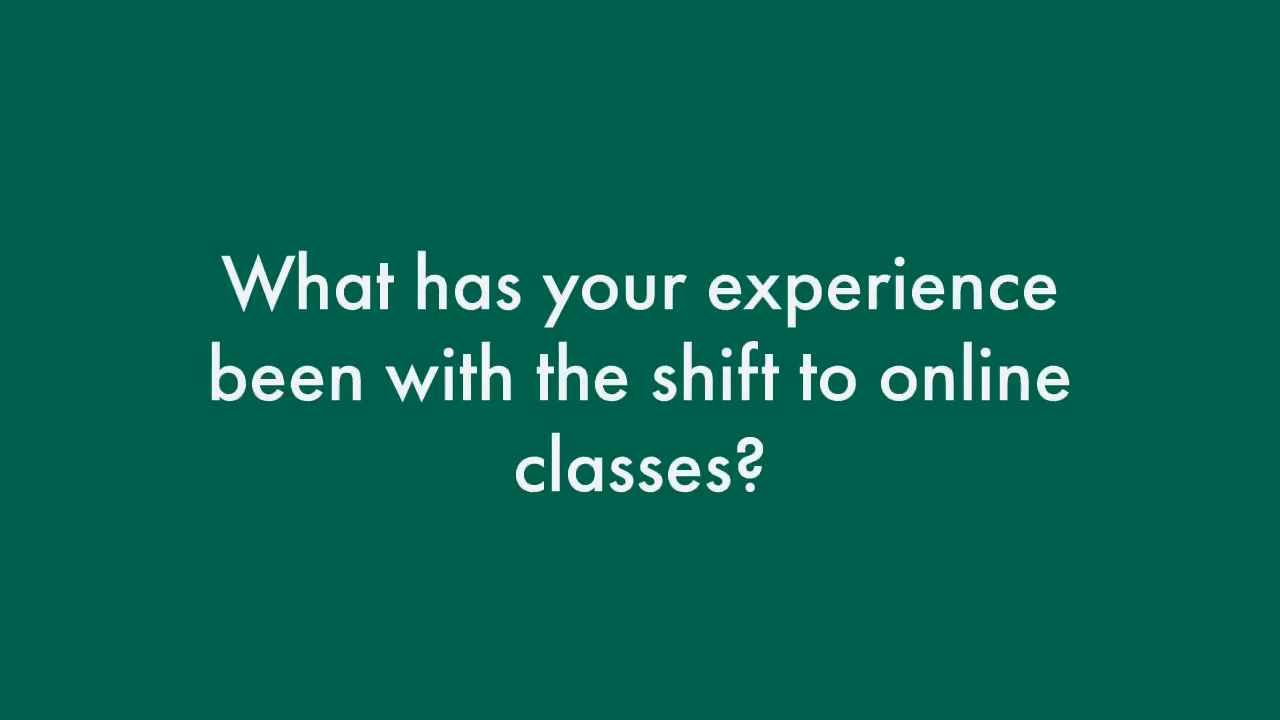 What has your experience
been with the shift to online
classes?